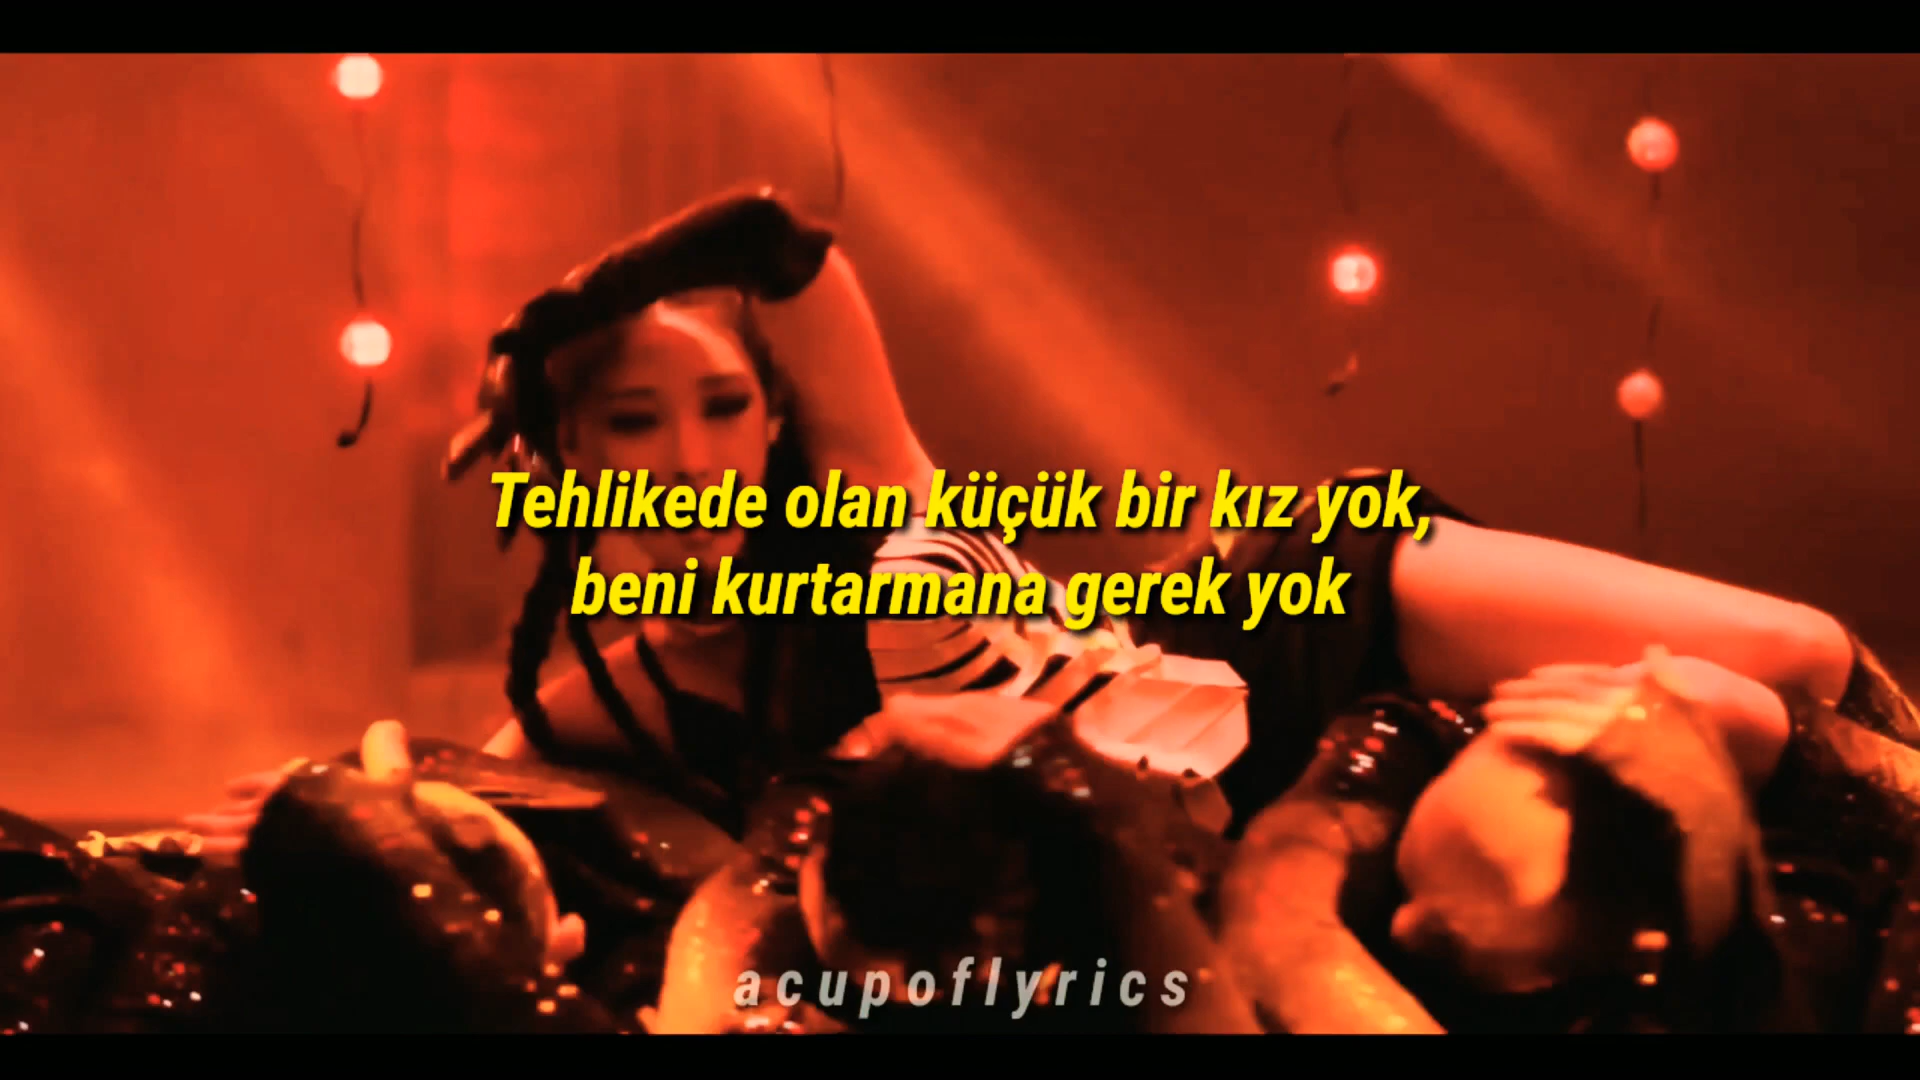 Tehlikede olan küçük bir kız yok,
beni kurtarmana gerek yok
acupoflyrics